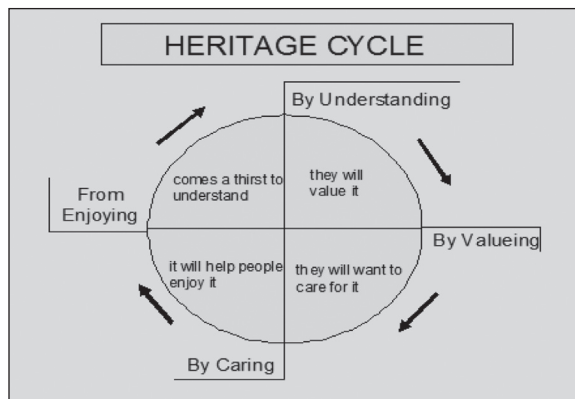 HERITAGE CYCLE
By Understanding
they will
value it
By Valueing
they will want to
care for it
By Caring
it will help people
enjoy it
From
Enjoying
comes a thirst to
understand